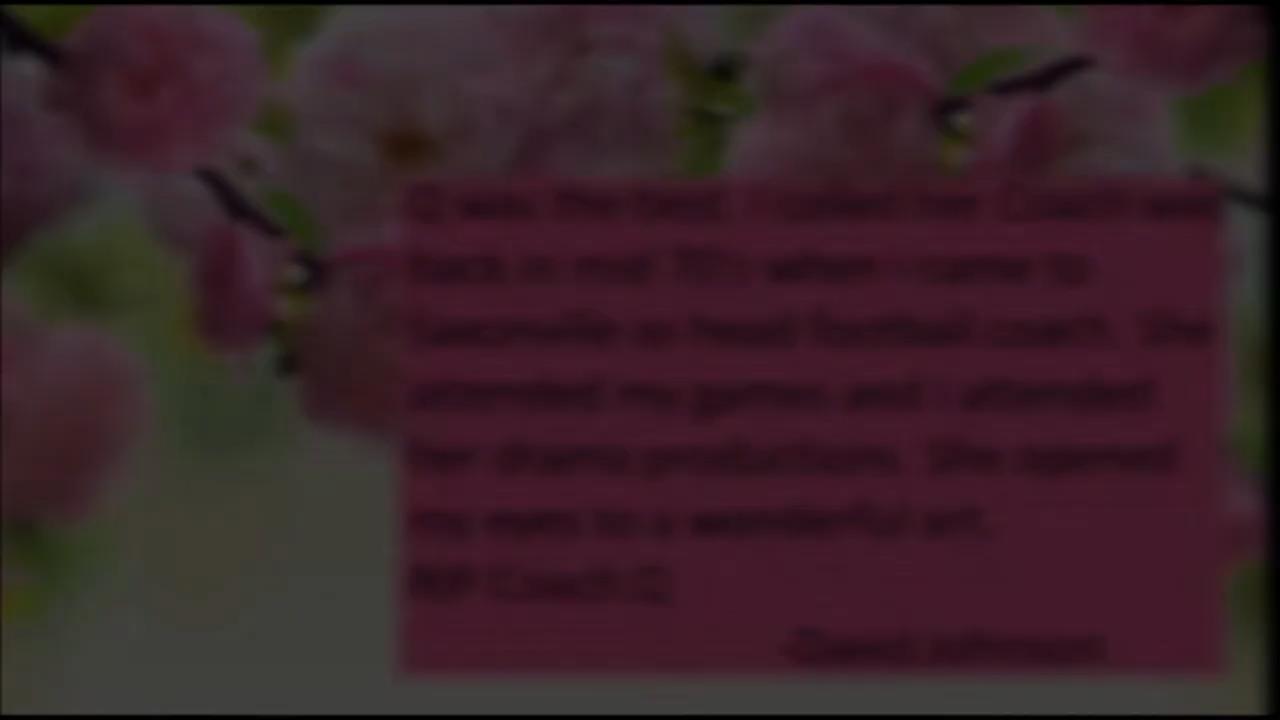 Q was the best. I called her Coach
back in mid 70's when I came to
Saxonville as head football coach. She
attended my games and I attended
her drama productions. She opened
my eyes to a wonderful art.
RIP Coach Q
-David Johnson